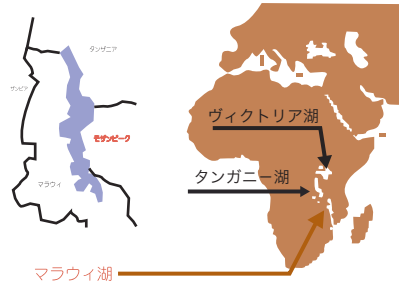 タンザニア
ザンビア
モザンビーク
マラウィ
ヴィクトリア湖
タンガニー湖
マラウィ湖